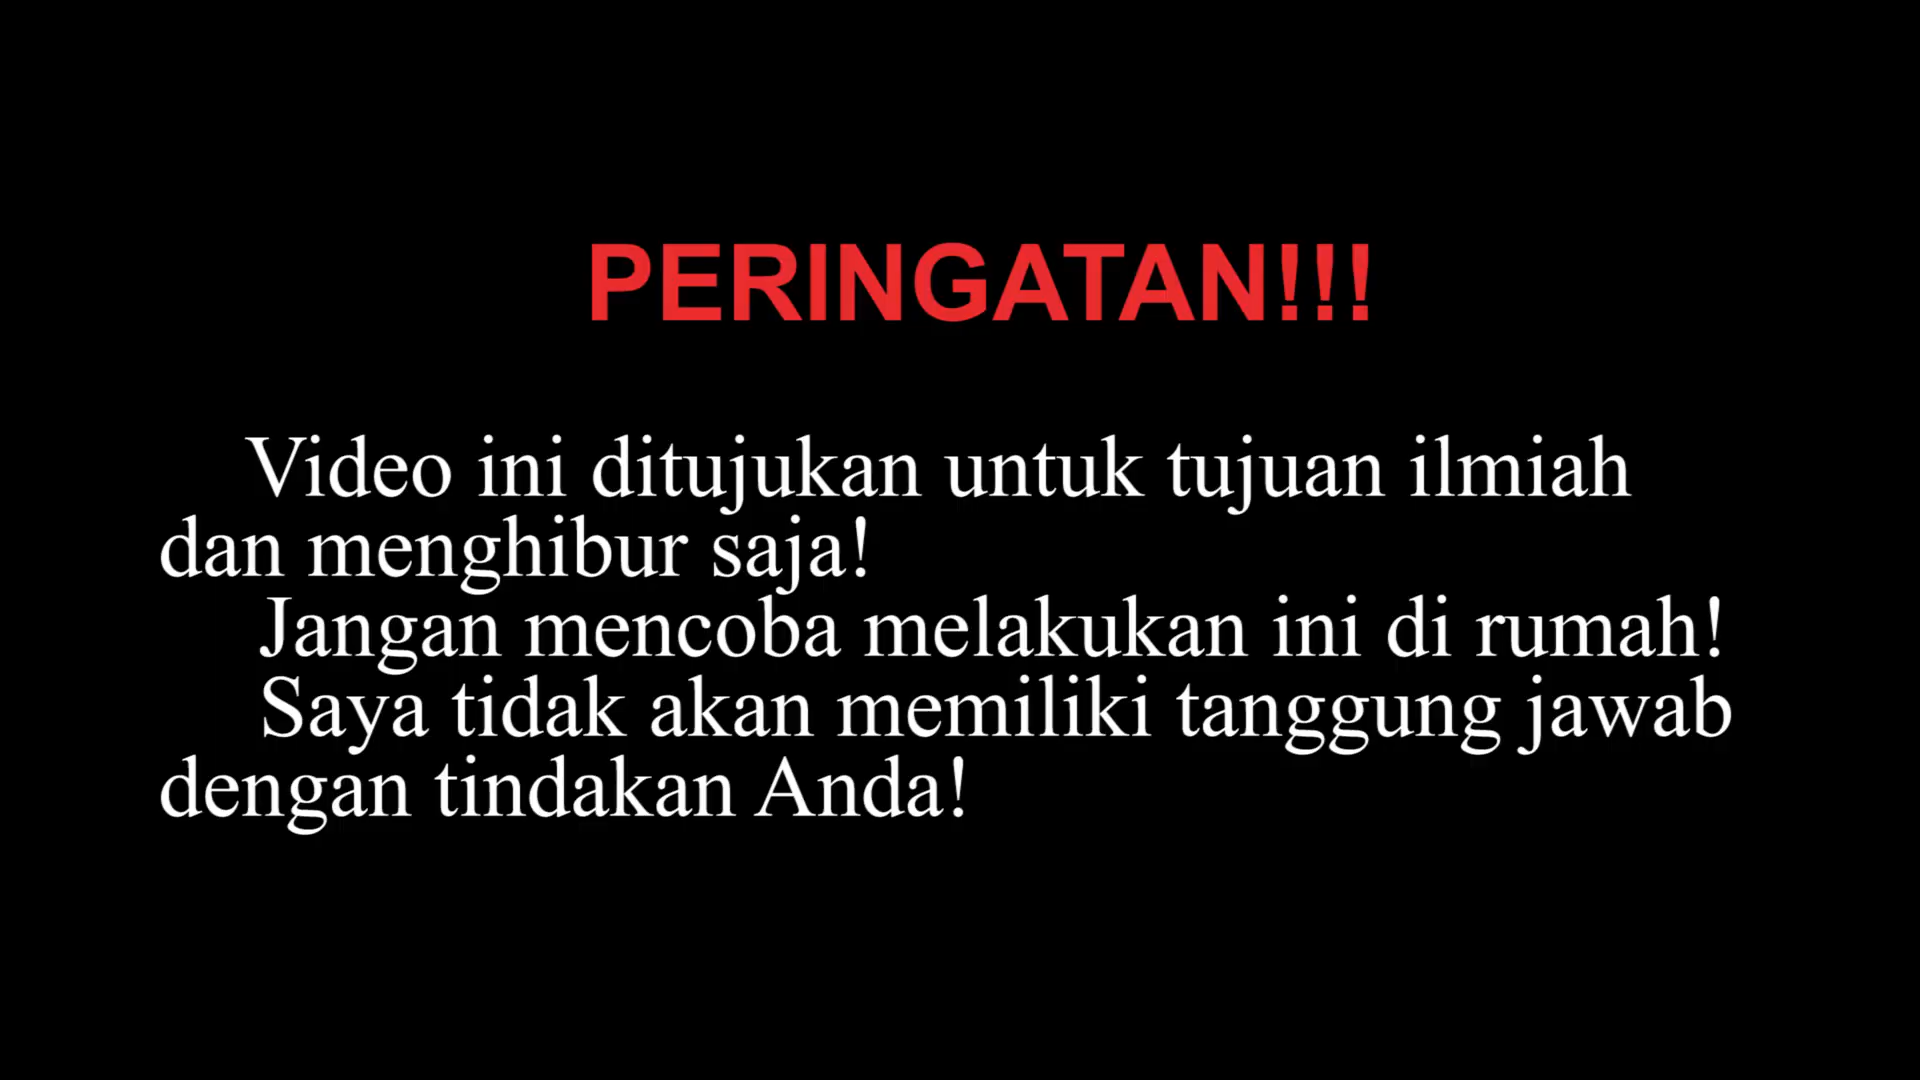 PERINGATAN!!!
Video ini ditujukan untuk tujuan ilmiah
dan menghibur saja!
Jangan mencoba melakukan ini di rumah!
Saya tidak akan memiliki tanggung jawab
dengan tindakan Anda!